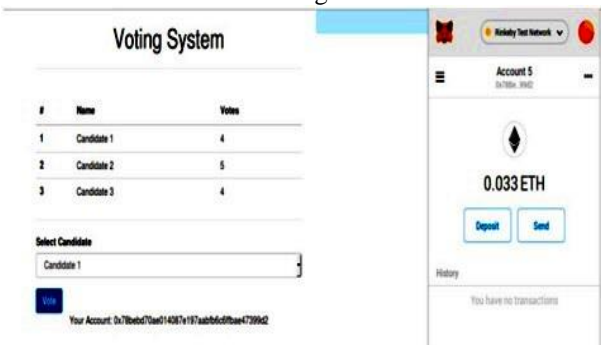 Voting System
# Name Votes
1 Candidate 1 4
2 Candidate 2 5
3 Candidate 3 4
Select Candidate
Candidate 1
Vote
Your Account:
Rinkeby Test Network
Account 5
0.033 ETH
Deposit Send
History
You have no transactions